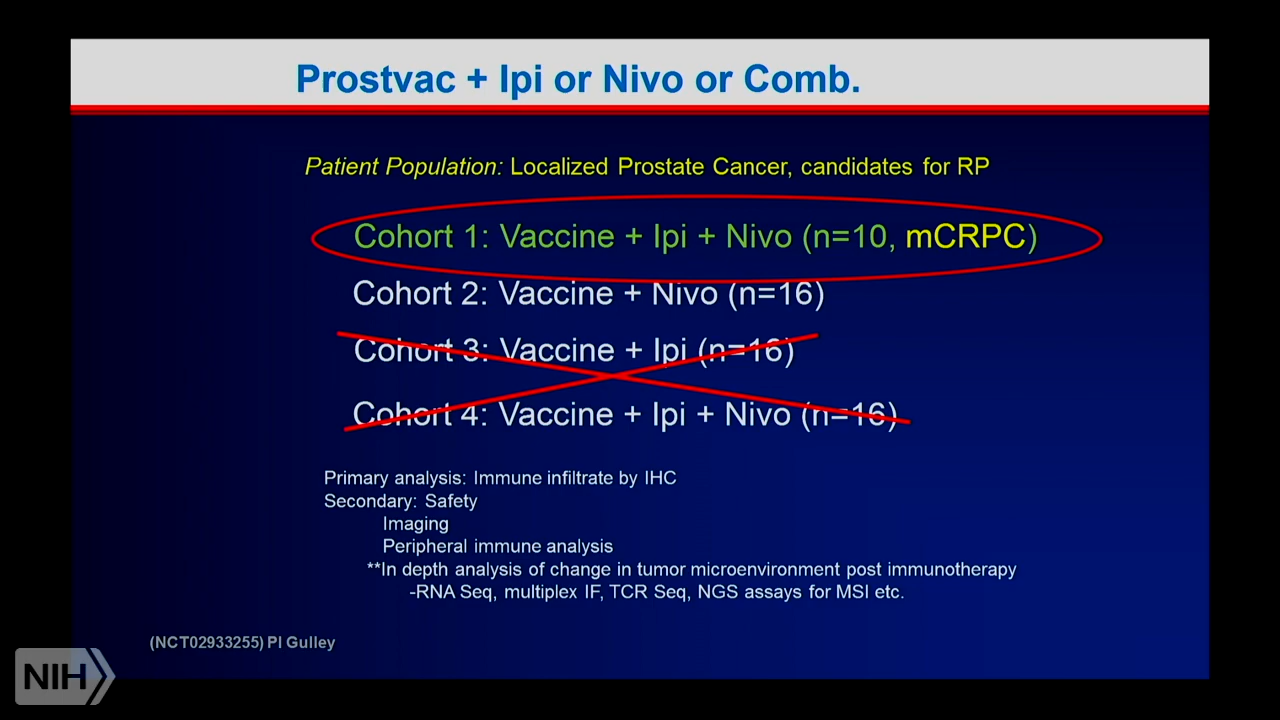 Prostvac + Ipi or Nivo or Comb.
Patient Population: Localized Prostate Cancer, candidates for RP
Cohort 1: Vaccine + Ipi + Nivo (n=10, mCRPC)
Cohort 2: Vaccine + Nivo (n=16)
Cohort 3: Vaccine + Ipi (n=16)
Cohort 4: Vaccine + Ipi + Nivo (n=16)
Primary analysis: Immune infiltrate by IHC
Secondary: Safety
Imaging
Peripheral immune analysis
**In depth analysis of change in tumor microenvironment post immunotherapy
-RNA Seq, multiplex IF, TCR Seq, NGS assays for MSI etc.
(NCT02933255) PI Gulley
NIH